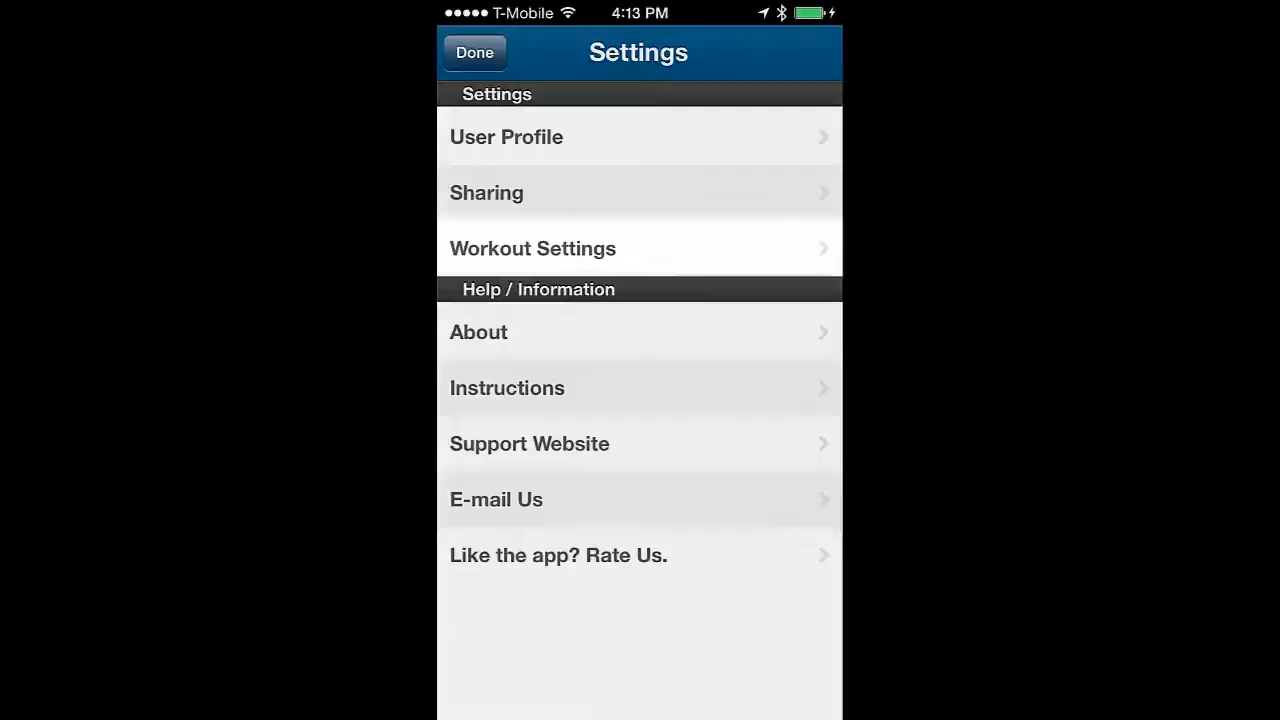 T-Mobile 4:13 PM
Done Settings
Settings
User Profile
Sharing
Workout Settings
Help / Information
About
Instructions
Support Website
E-mail Us
Like the app? Rate Us.